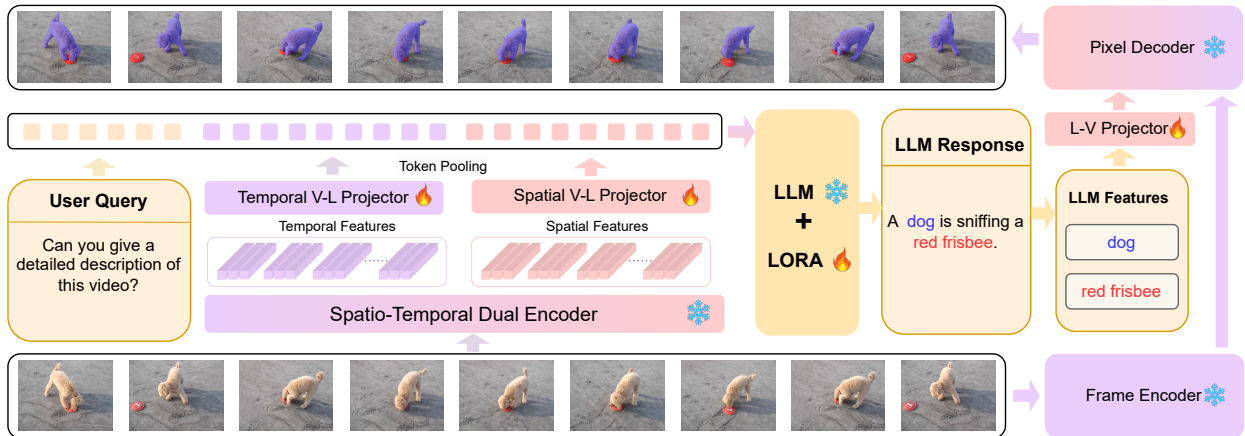 Pixel Decoder
Token Pooling
L-V Projector
User Query
Can you give a
detailed description of
this video?
Temporal V-L Projector
Spatial V-L Projector
Temporal Features
Spatial Features
Spatio-Temporal Dual Encoder
LLM
+
LORA
LLM Response
A dog is sniffing a
red frisbee.
LLM Features
dog
red frisbee
Frame Encoder